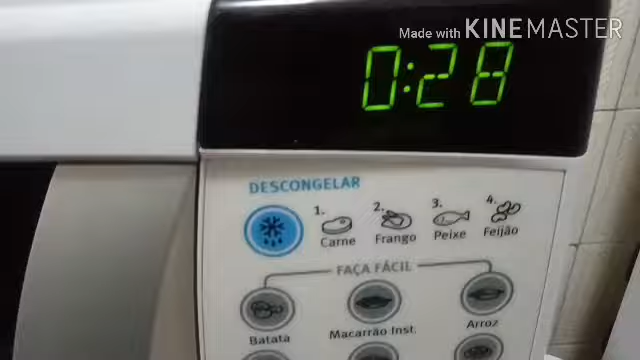 Made with KINEMASTER
0:28
DESCONGELAR
1. Carne
2. Frango
3. Peixe
4. Feijão
FAÇA FÁCIL
Batata
Macarrão Inst.
Arroz